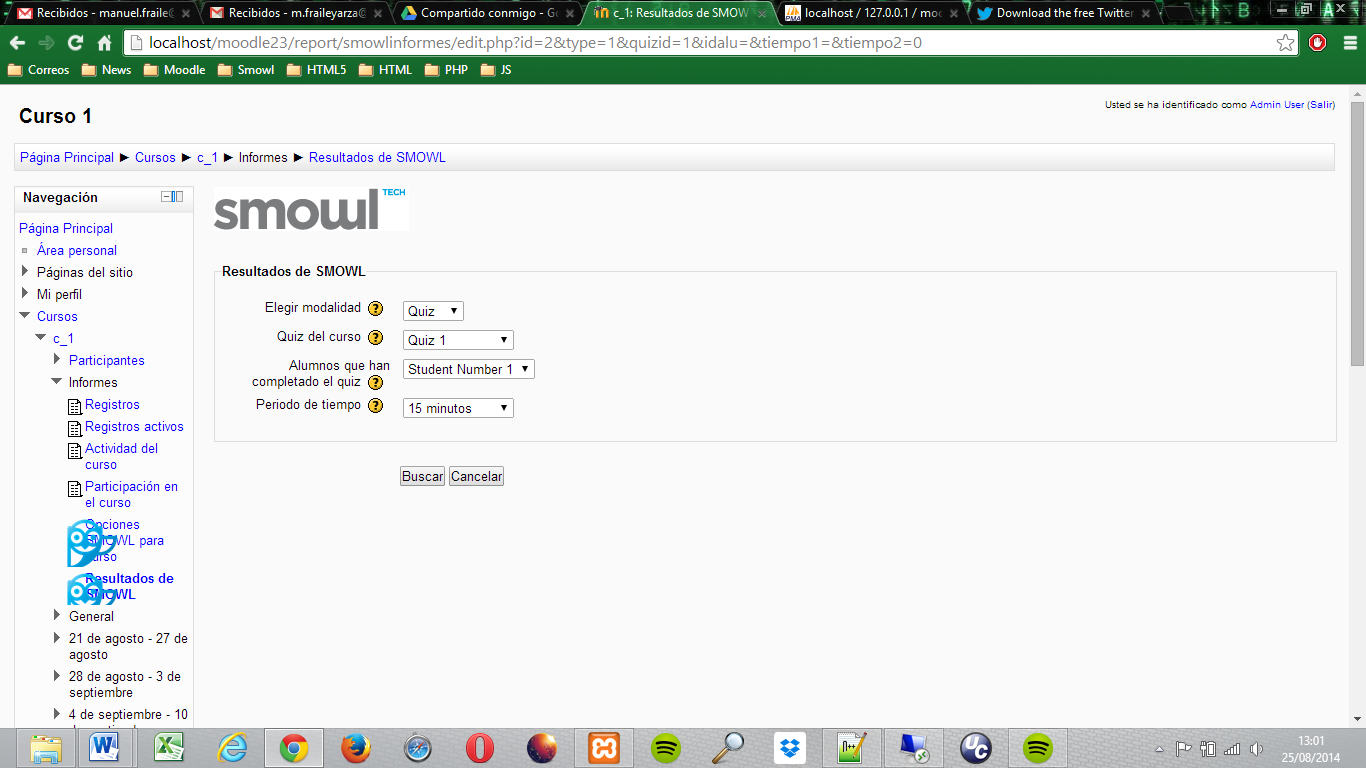 Recibidos - manuel.fraile@
Recibidos - m.fraileyarza@
Compartido conmigo - Go
c_1: Resultados de SMOW
localhost / 127.0.0.1 / moo
Download the free Twitter
localhost/moodle23/report/smowlinformes/edit.php?id=2&type=1&quizid=1&idalu=&tiempo1=&tiempo2=0
Correos News Moodle Smowl HTML5 HTML PHP JS
Curso 1
Usted se ha identificado como Admin User (Salir)
Página Principal ► Cursos ► c_1 ► Informes ► Resultados de SMOWL
Navegación
Página Principal
Área personal
Páginas del sitio
Mi perfil
Cursos
c_1
Participantes
Informes
Registros
Registros activos
Actividad del
curso
Participación en
el curso
Opciones
SMOWL para
curso
Resultados de
SMOWL
General
21 de agosto - 27 de
agosto
28 de agosto - 3 de
septiembre
4 de septiembre - 10
smowl TECH
Resultados de SMOWL
Elegir modalidad Quiz
Quiz del curso Quiz 1
Alumnos que han
completado el quiz Student Number 1
Periodo de tiempo 15 minutos
Buscar Cancelar
13:01
25/08/2014